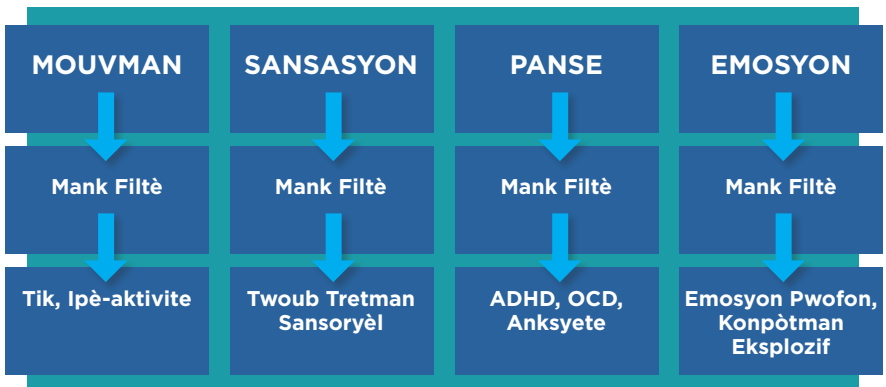 MOUVMAN
SANSASYON
PANSE
EMOSYON
Mank Filtè
Mank Filtè
Mank Filtè
Mank Filtè
Tik, Ipè-aktivite
Twoub Tretman
Sansoryèl
ADHD, OCD,
Anksyete
Emosyon Pwofon,
Konpòtman
Eksplozif